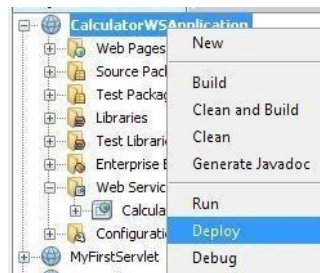 CalculatorWSApplication
Web Pages
Source Pac
Test Packag
Libraries
Test Librari
Enterprise B
Web Servic
Calcula
Configurati
MyFirstServlet
New
Build
Clean and Build
Clean
Generate Javadoc
Run
Deploy
Debug